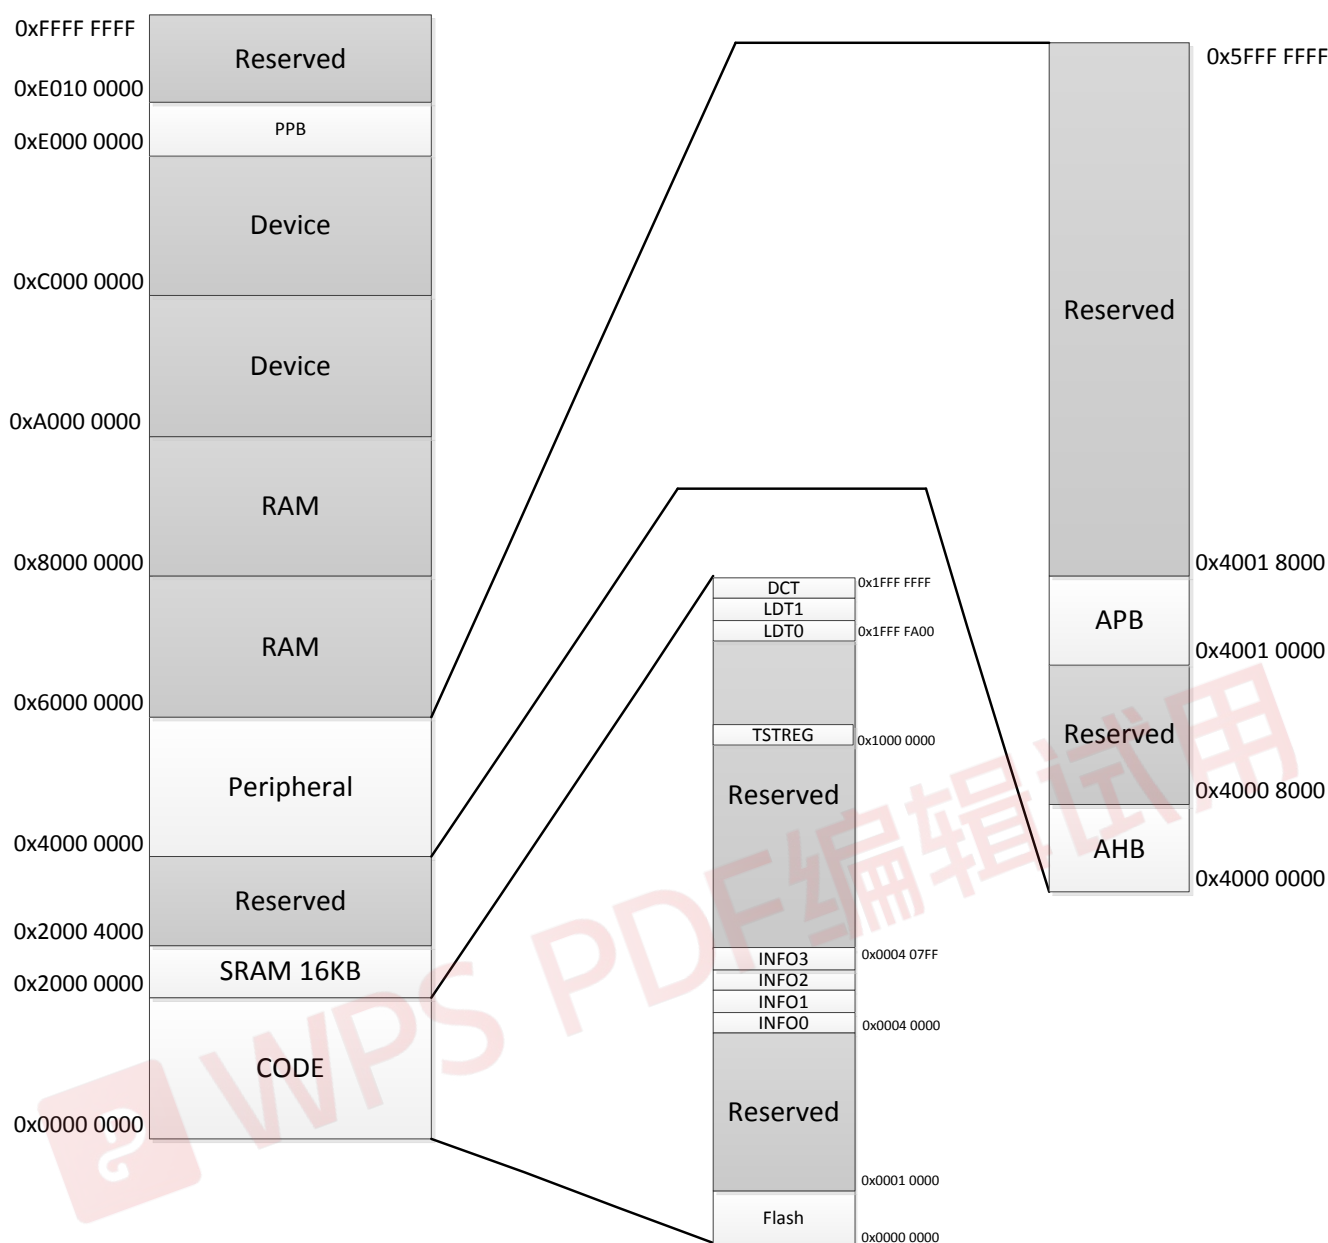 0xFFFF FFFF
Reserved
0xE010 0000
PPB
0xE000 0000
Device
0xC000 0000
Device
0xA000 0000
RAM
0x8000 0000
RAM
0x6000 0000
Peripheral
0x4000 0000
Reserved
0x2000 4000
SRAM 16KB
0x2000 0000
CODE
0x0000 0000
DCT
0x1FFF FFFF
LDT1
LDT0
0x1FFF FA00
TSTREG
0x1000 0000
Reserved
INFO3
0x0004 07FF
INFO2
INFO1
INFO0
0x0004 0000
Reserved
0x0001 0000
Flash
0x0000 0000
0x5FFF FFFF
Reserved
0x4001 8000
APB
0x4001 0000
Reserved
0x4000 8000
AHB
0x4000 0000
WPS PDF编辑试用